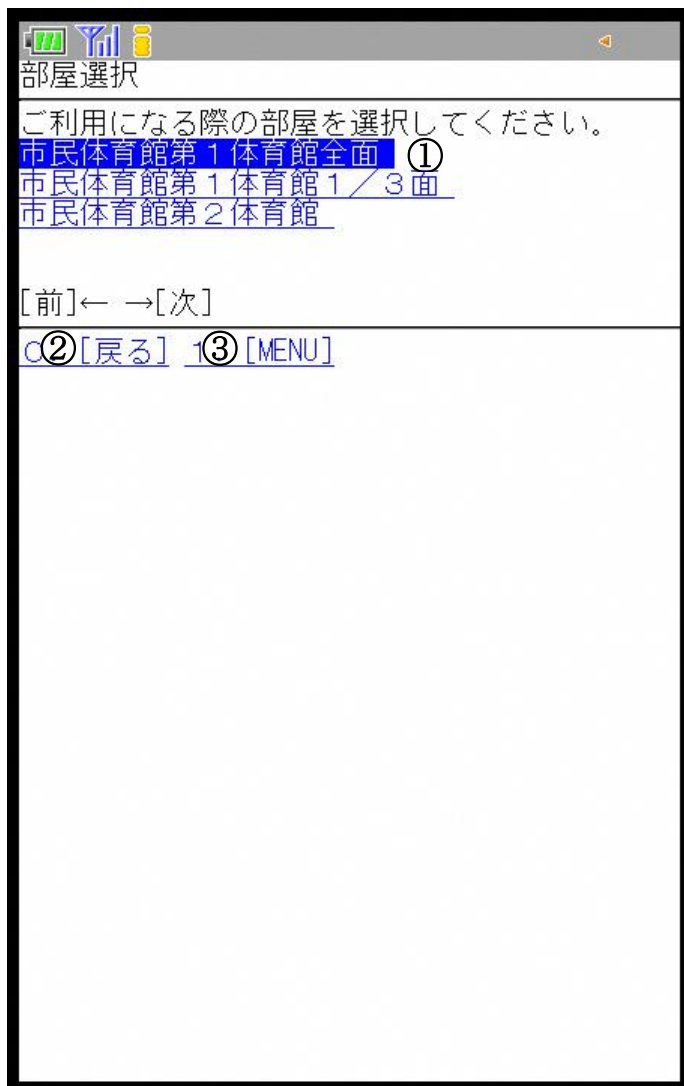 部屋選択
ご利用になる際の部屋を選択してください。
市民体育館第1体育館全面 ①
市民体育館第1体育館1/3面
市民体育館第2体育館
[前]← →[次]
②[戻る] 1③[MENU]